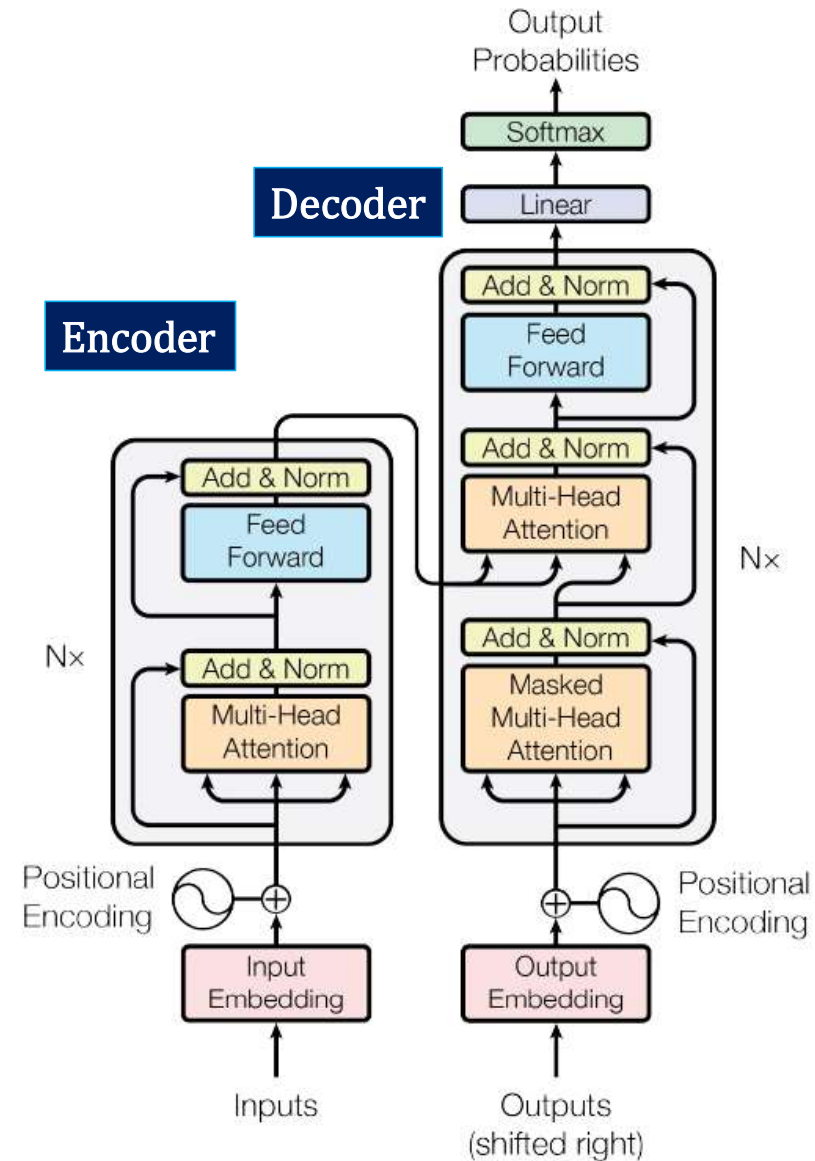 Output
Probabilities
Softmax
Linear
Decoder
Add & Norm
Feed
Forward
Add & Norm
Multi-Head
Attention
Nx
Add & Norm
Masked
Multi-Head
Attention
Encoder
Add & Norm
Feed
Forward
Nx
Add & Norm
Multi-Head
Attention
Positional
Encoding
Positional
Encoding
Input
Embedding
Output
Embedding
Inputs
Outputs
(shifted right)